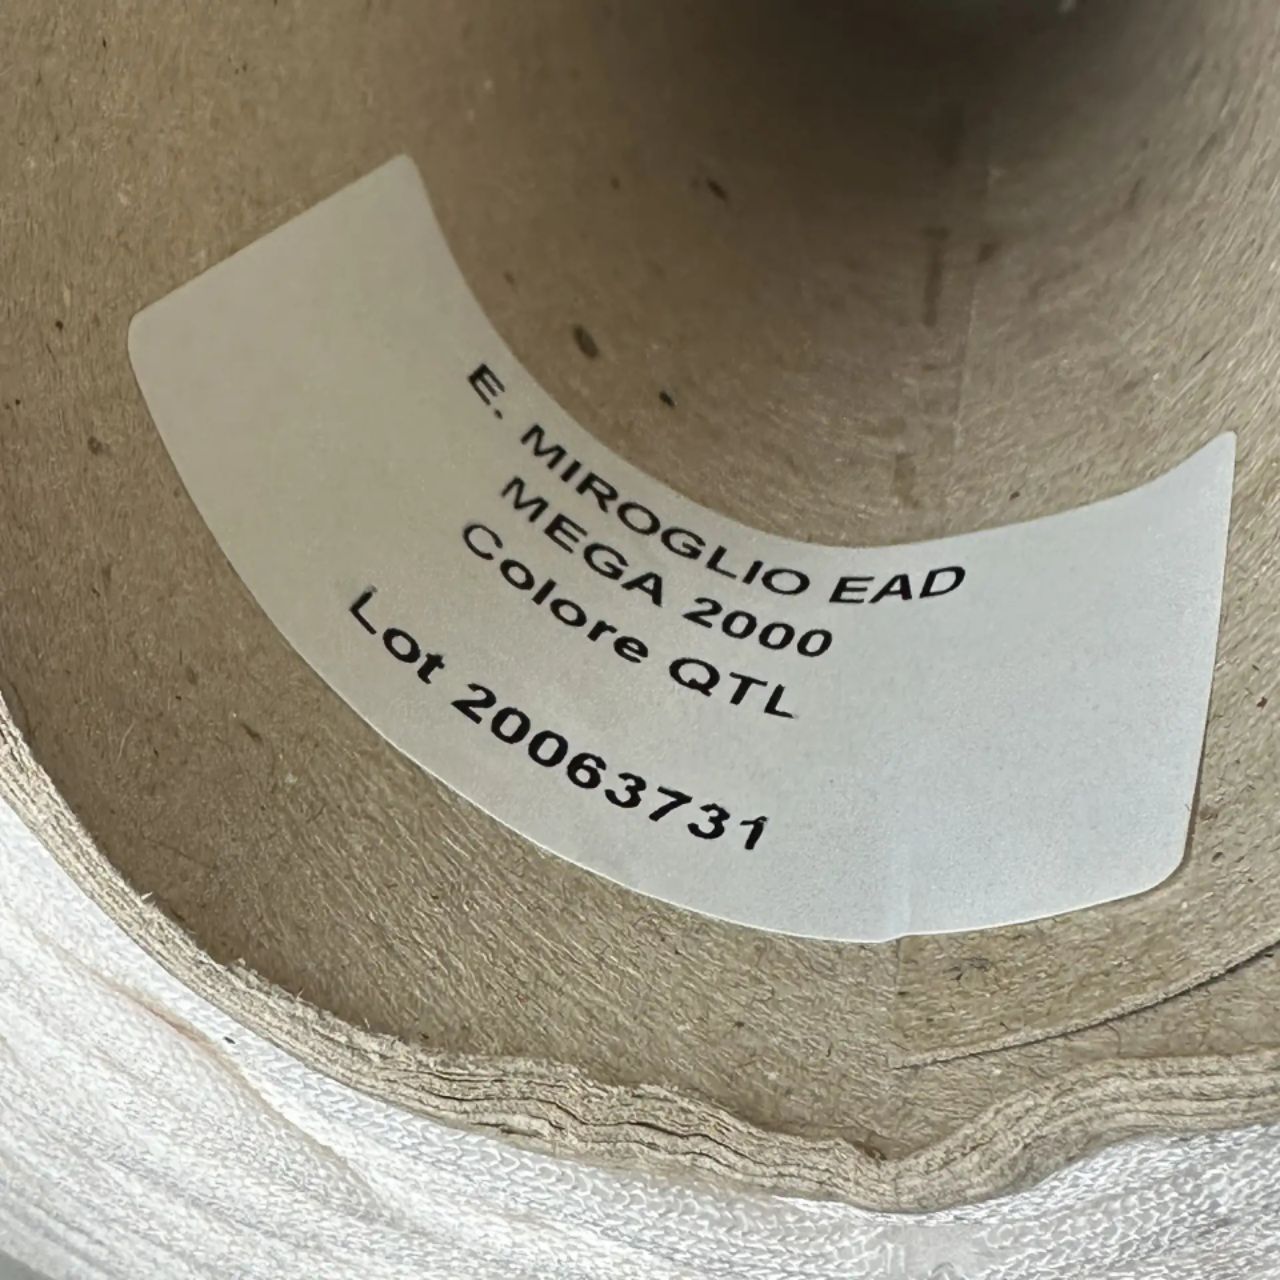 E. MIROGLIO EAD
MEGA 2000
Colore QTL
Lot 20063731